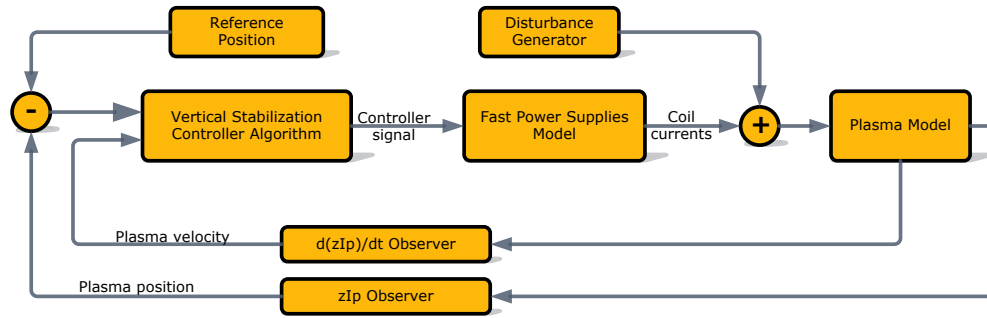 Reference
Position
Disturbance
Generator
-
Vertical Stabilization
Controller Algorithm
Controller
signal
Fast Power Supplies
Model
Coil
currents
+
Plasma Model
Plasma velocity
d(zIp)/dt Observer
Plasma position
zIp Observer